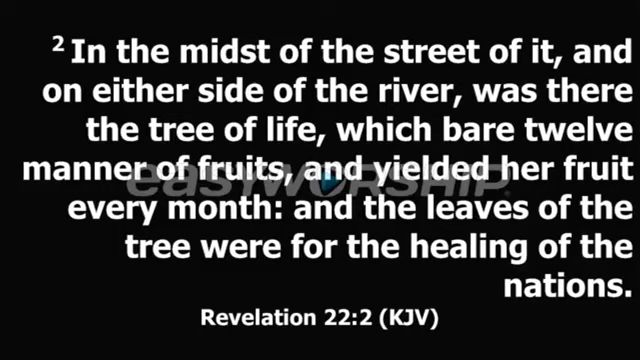 2 In the midst of the street of it, and
on either side of the river, was there
the tree of life, which bare twelve
manner of fruits, and yielded her fruit
easyworship
every month: and the leaves of the
tree were for the healing of the
nations.
Revelation 22:2 (KJV)